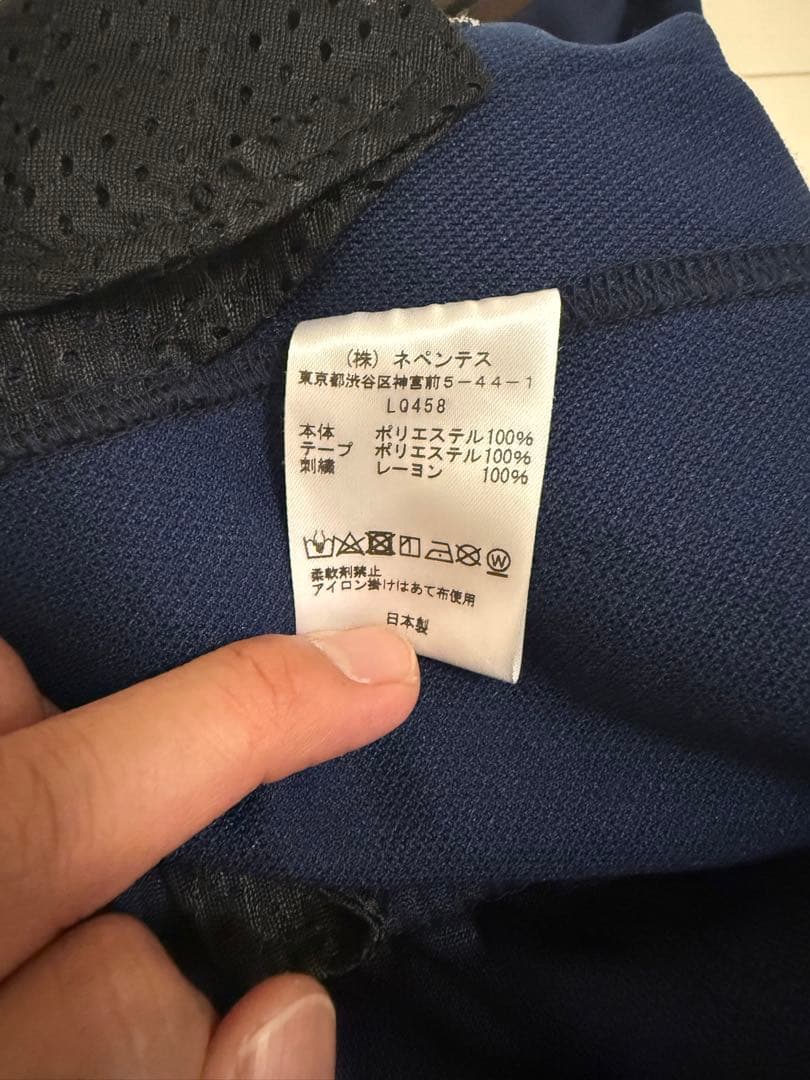 (株) ネペンテス
東京都渋谷区神宮前5-44-1
LQ458
本体 ポリエステル100%
テープ ポリエステル100%
刺繍 レーヨン 100%
W
柔軟剤禁止
アイロン掛けはあて布使用
日本製